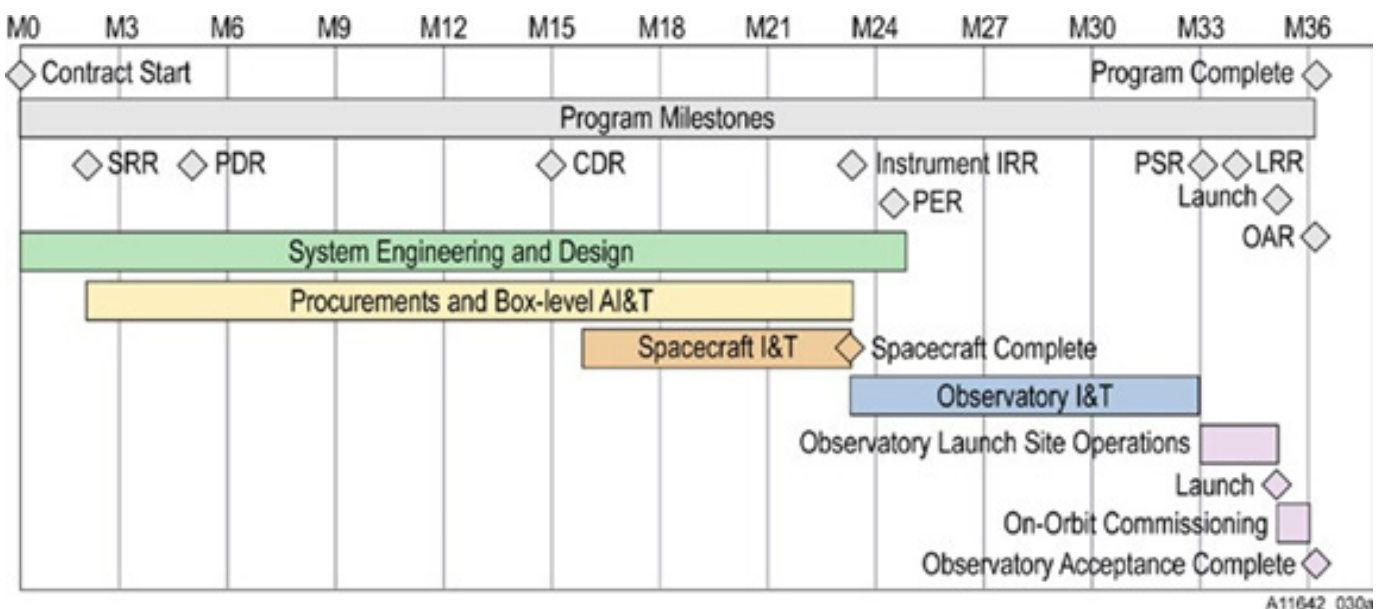 M0 M3 M6 M9 M12 M15 M18 M21 M24 M27 M30 M33 M36
Contract Start Program Complete
Program Milestones
SRR PDR CDR Instrument IRR PSR LRR
PER Launch
OAR
System Engineering and Design
Procurements and Box-level AI&T
Spacecraft I&T Spacecraft Complete
Observatory I&T
Observatory Launch Site Operations
Launch
On-Orbit Commissioning
Observatory Acceptance Complete
A11642_030a